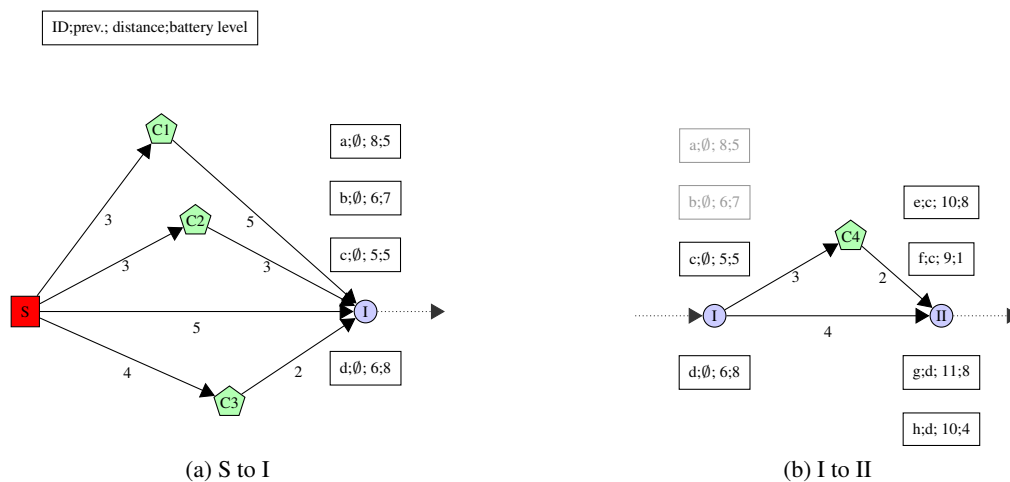 ID;prev.; distance;battery level
C1
a;∅; 8;5
b;∅; 6;7
3
5
C2
c;∅; 5;5
3
3
S
5
I
4
2
d;∅; 6;8
C3
(a) S to I
a;∅; 8;5
b;∅; 6;7
e;c; 10;8
C4
c;∅; 5;5
f;c; 9;1
3
2
I
4
II
d;∅; 6;8
g;d; 11;8
h;d; 10;4
(b) I to II